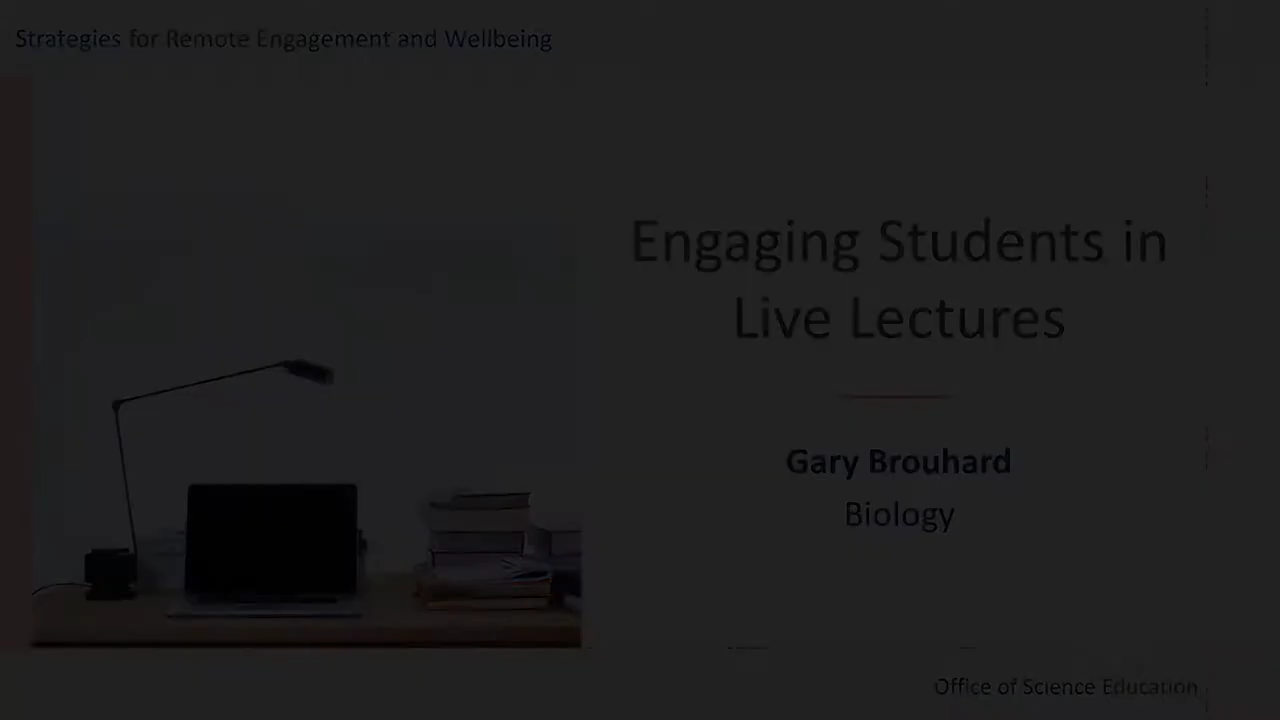 Strategies for Remote Engagement and Wellbeing
Engaging Students in
Live Lectures
Gary Brouhard
Biology
Office of Science Education